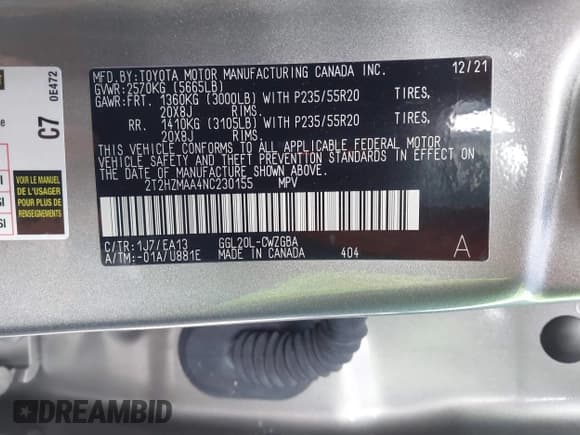 MFD.BY:TOYOTA MOTOR MANUFACTURING CANADA INC. 12/21
GVWR:2570KG (5665LB)
GAWR:FRT. 1360KG (3000LB) WITH P235/55R20 TIRES,
20X8J RIMS.
RR. 1410KG (3105LB) WITH P235/55R20 TIRES,
20X8J RIMS.
THIS VEHICLE CONFORMS TO ALL APPLICABLE FEDERAL MOTOR
VEHICLE SAFETY AND THEFT PREVENTION STANDARDS IN EFFECT ON
THE DATE OF MANUFACTURE SHOWN ABOVE.
2T2HZMAA4NC230155 MPV
C/TR:1J7/EA13 GGL20L-CWZGBA
A/TM:-01A/U881E MADE IN CANADA 404
A
C7
0E472
VOIR LE MANUEL
DE L'USAGER
POUR PLUS DE
RENSEIGNEMENTS
DREAMBID